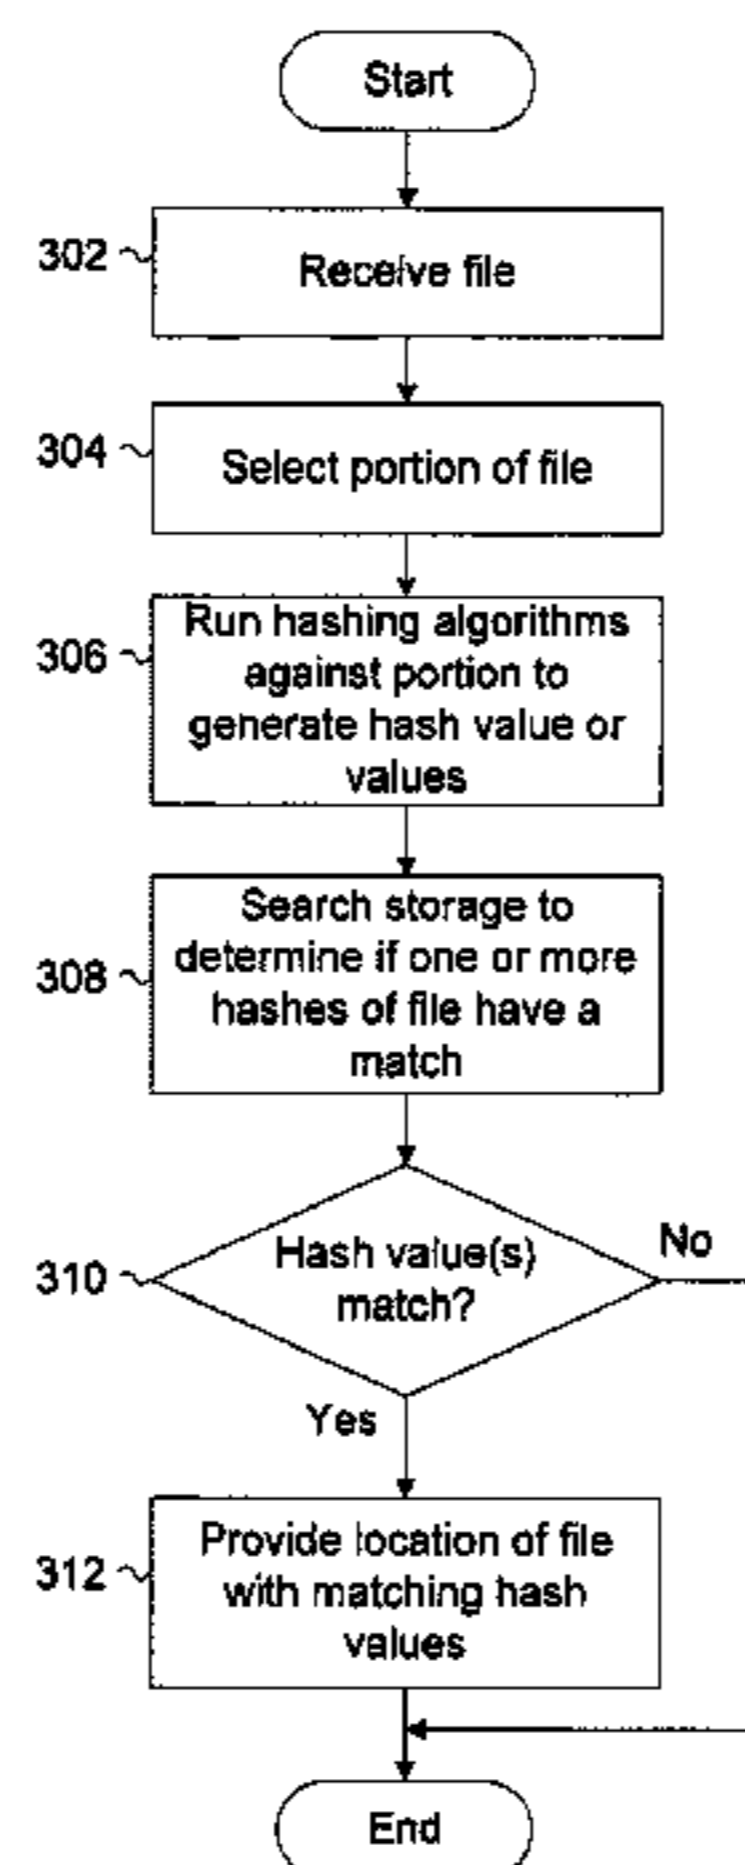 Start
302
Receive file
304
Select portion of file
306
Run hashing algorithms
against portion to
generate hash value or
values
308
Search storage to
determine if one or more
hashes of file have a
match
310
Hash value(s)
match?
No
Yes
312
Provide location of file
with matching hash
values
End